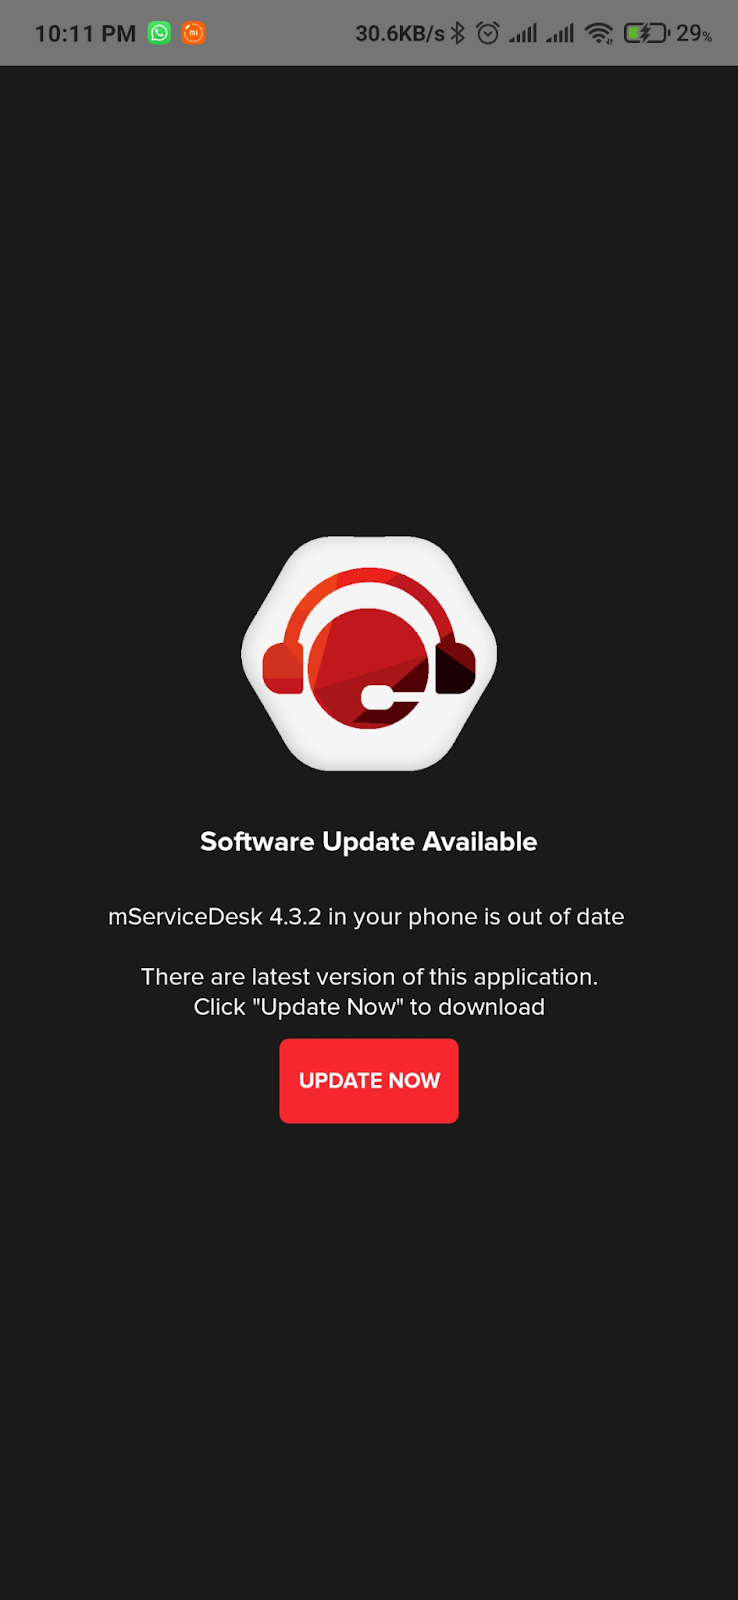 10:11 PM 30.6KB/s 29%
Software Update Available
mServiceDesk 4.3.2 in your phone is out of date
There are latest version of this application.
Click "Update Now" to download
UPDATE NOW